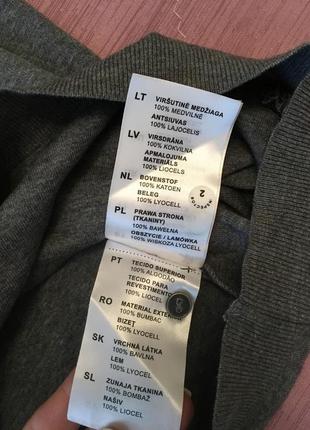 LT VIRŠUTINĖ MEDŽIAGA
100% MEDVILNĖ
ANTSIUVAS
100% LAJOCELIS
LV VIRSDRĀNA
100% KOKVILNA
APMALOJUMA
MATERIĀLS
100% LIOCELS
NL BOVENSTOF
100% KATOEN
BELEG
100% LYOCELL
PL PRAWA STRONA
(TKANINY)
100% BAWEŁNA
OBSZYCIE / LAMÓWKA
100% WISKOZA LYOCELL
2
PT TECIDO SUPERIOR
100% ALGODÃO
TECIDO PARA
REVESTIMENT
100% LIOCEL
RO MATERIAL EXTER
100% BUMBAC
BIZET
100% LYOCELL
SK VRCHNÁ LÁTKA
100% BAVLNA
LEM
100% LYOCELL
SL ZUNAJA TKANINA
100% BOMBAŽ
NAŠIV
100% LIOCEL